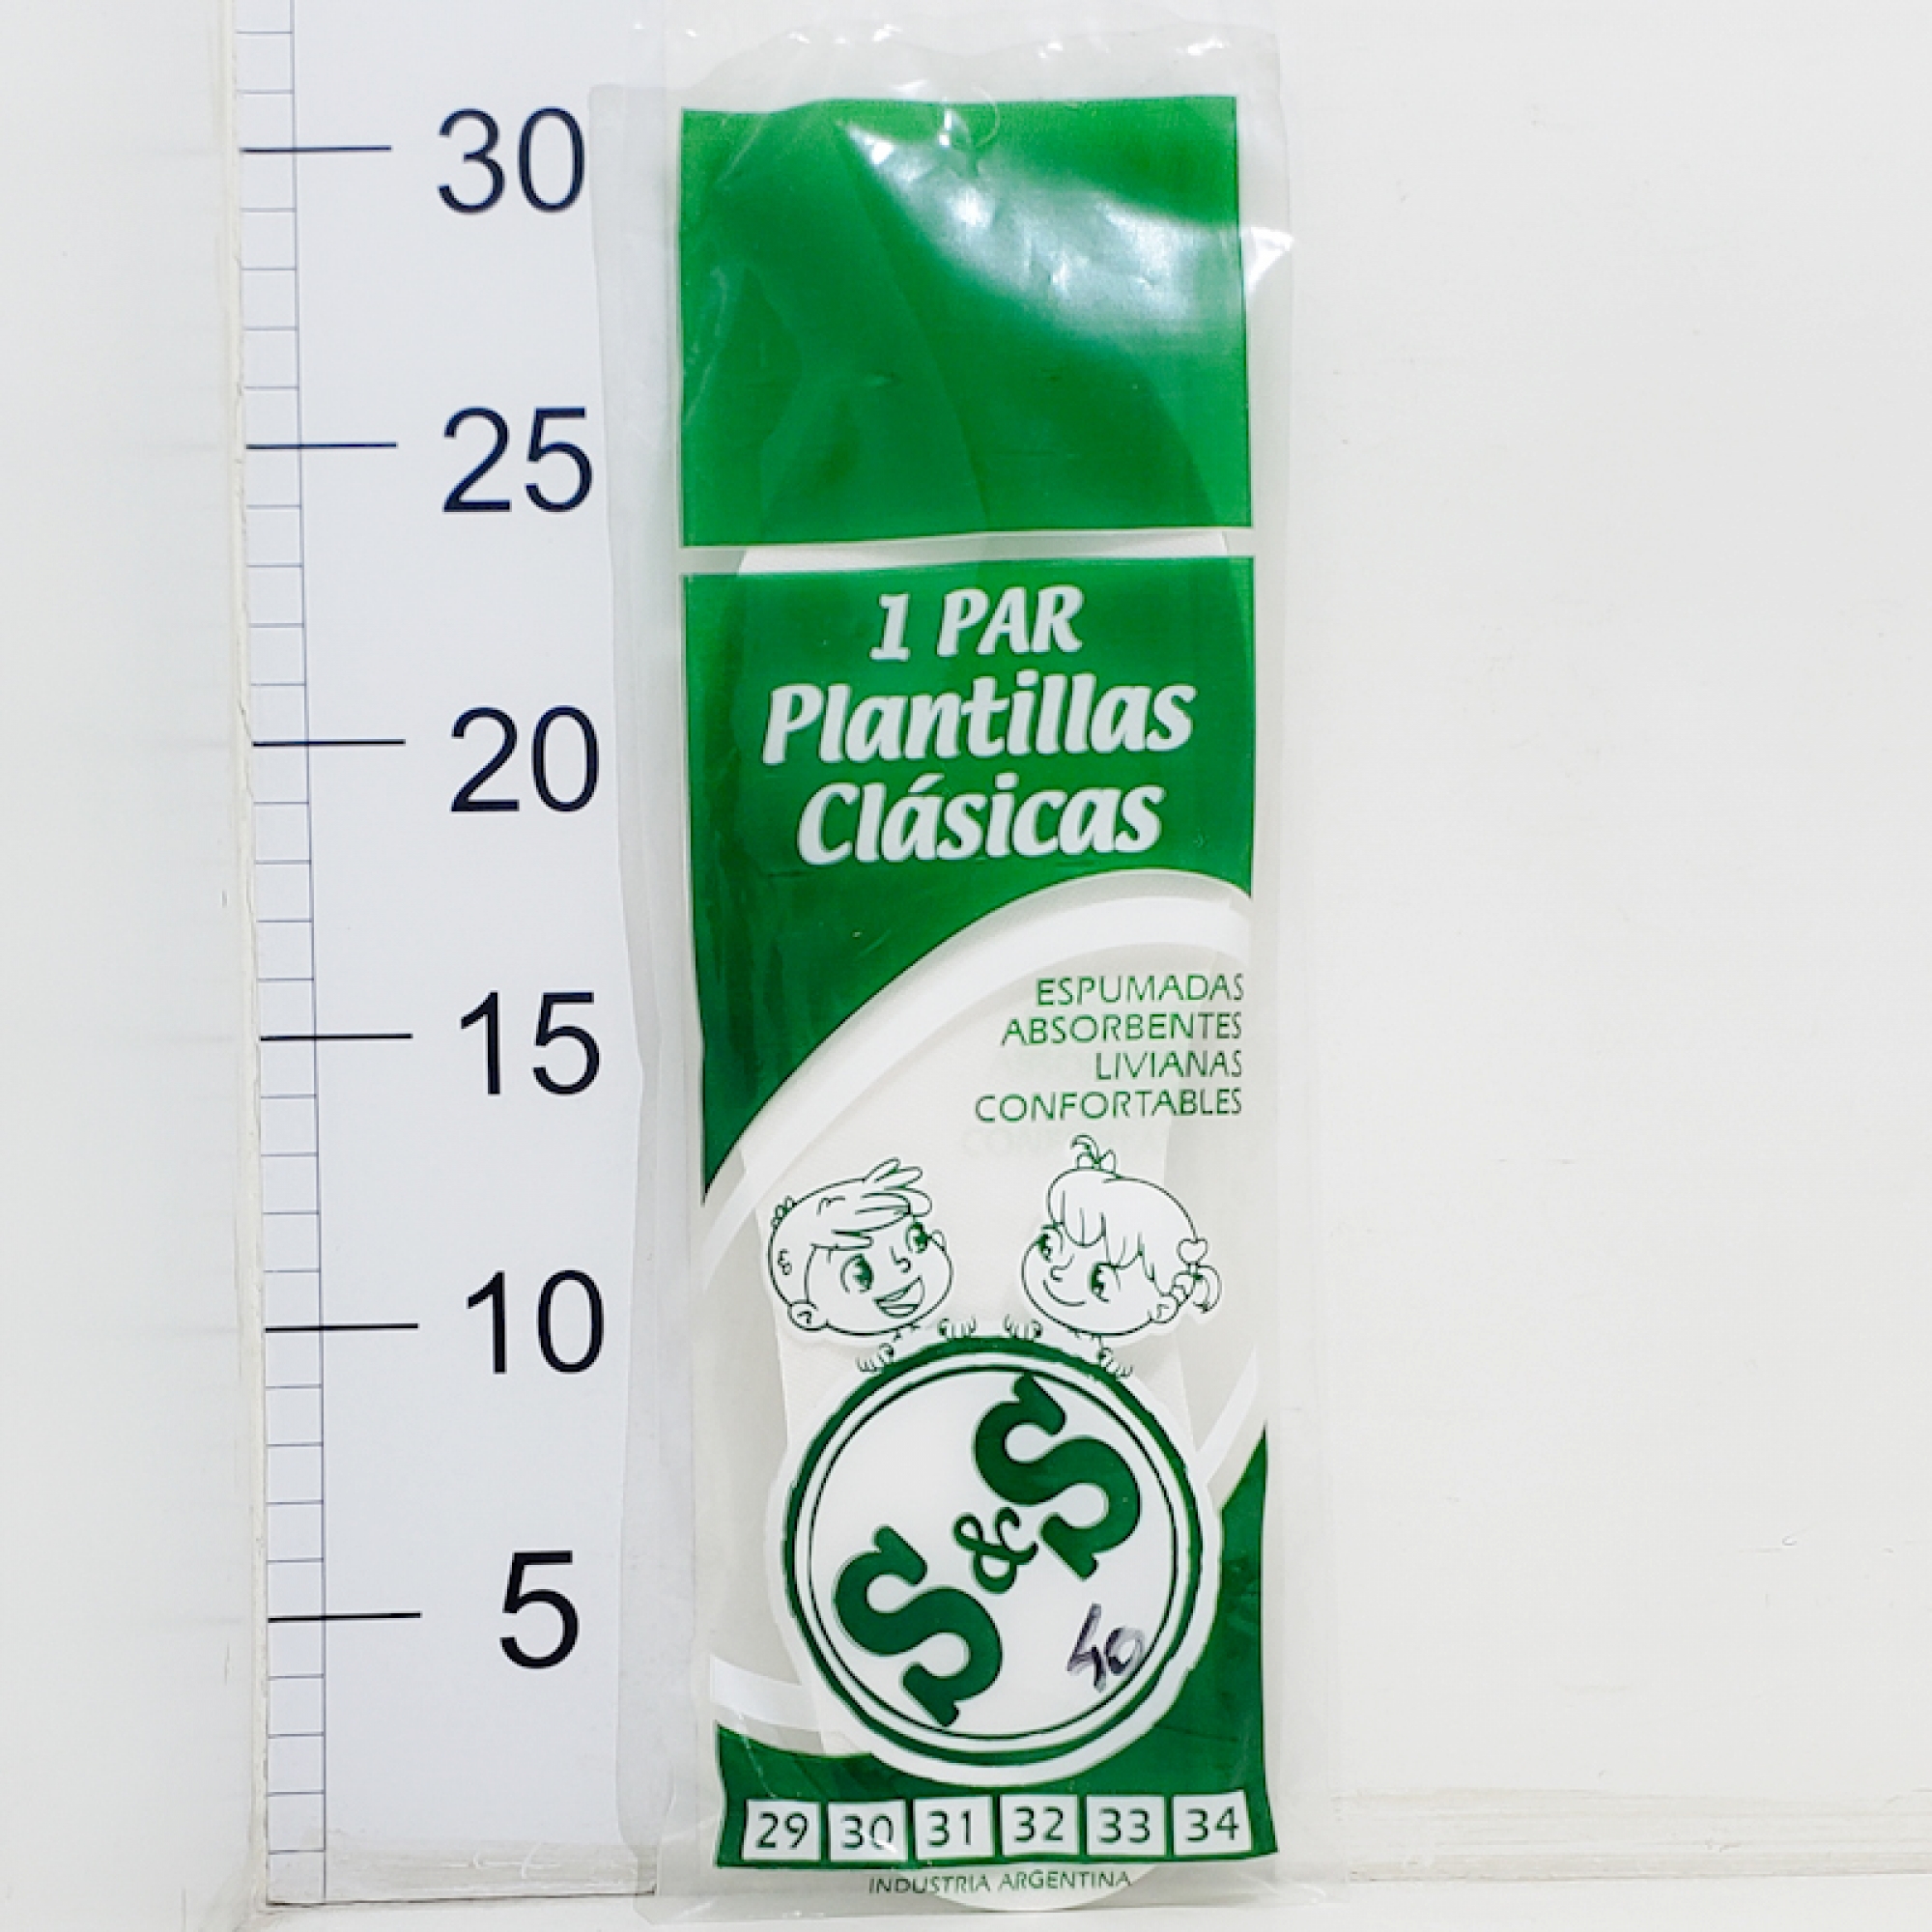 30
25
20
15
10
5
1 PAR
Plantillas
Clásicas
ESPUMADAS
ABSORBENTES
LIVIANAS
CONFORTABLES
S&S
40
29 30 31 32 33 34
INDUSTRIA ARGENTINA